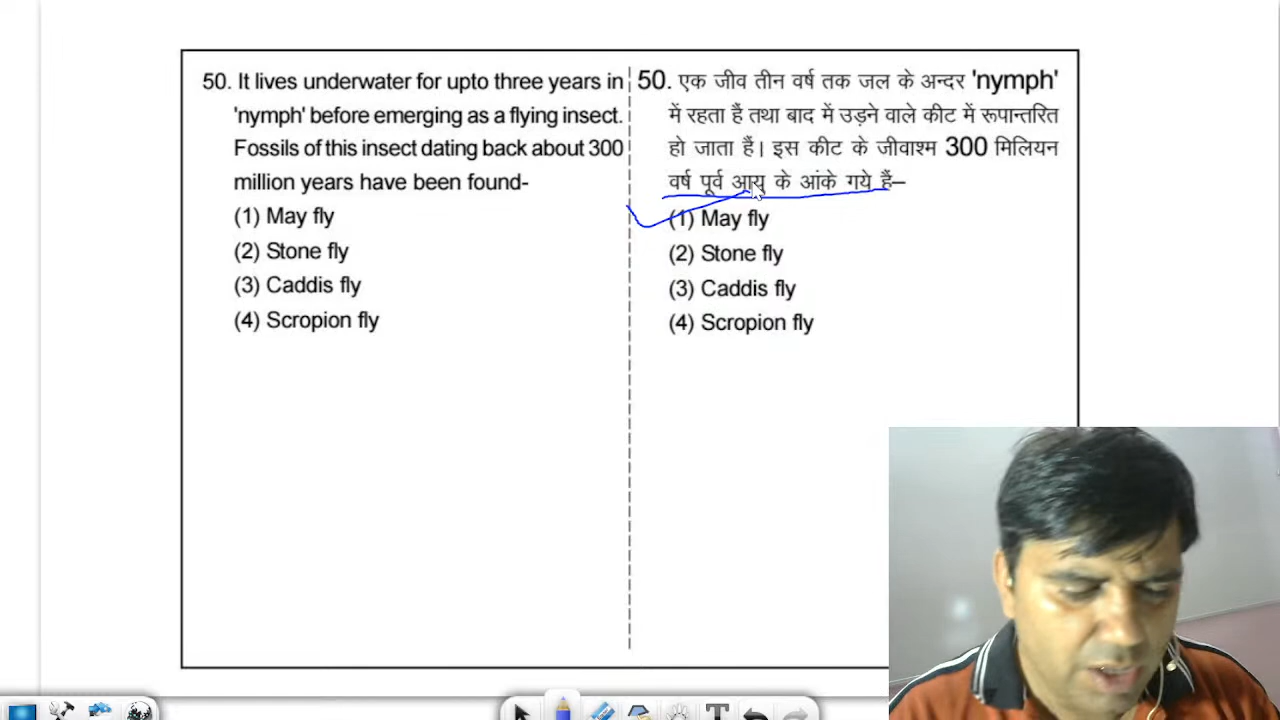 50. It lives underwater for upto three years in
'nymph' before emerging as a flying insect.
Fossils of this insect dating back about 300
million years have been found-
(1) May fly
(2) Stone fly
(3) Caddis fly
(4) Scropion fly
50. एक जीव तीन वर्ष तक जल के अन्दर 'nymph'
में रहता हैं तथा बाद में उड़ने वाले कीट में रूपान्तरित
हो जाता हैं। इस कीट के जीवाश्म 300 मिलियन
वर्ष पूर्व आयु के आंके गये हैं–
(1) May fly
(2) Stone fly
(3) Caddis fly
(4) Scropion fly
T